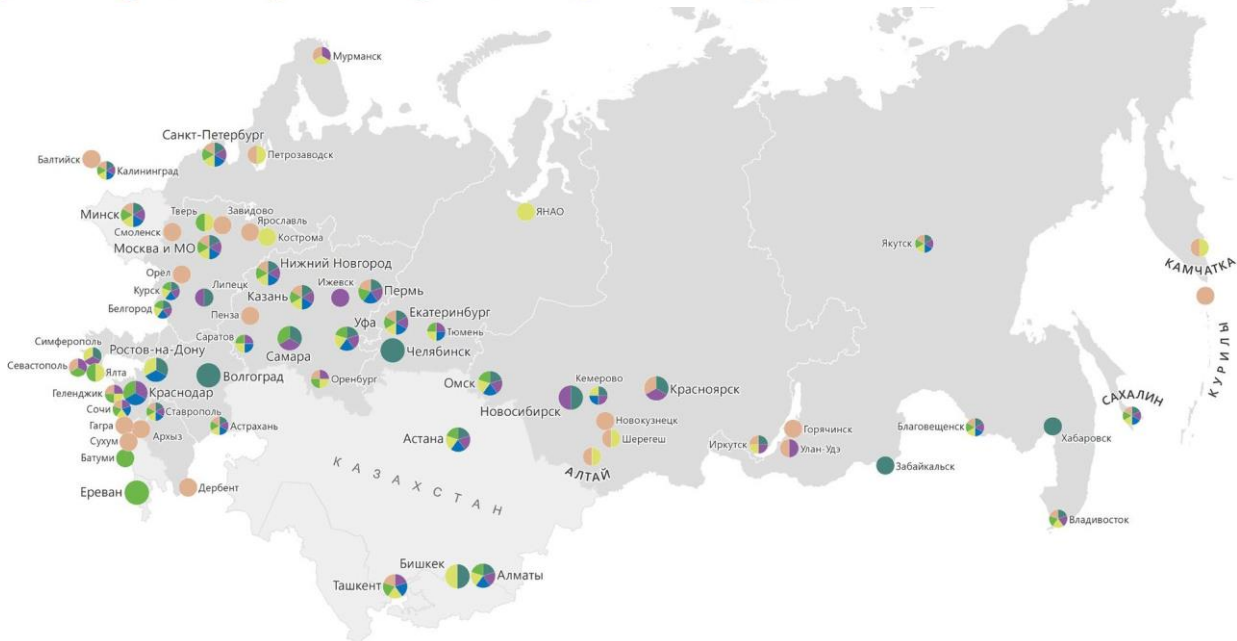 Мурманск
Санкт-Петербург
Петрозаводск
Балтийск
Калининград
Минск
Тверь
Завидово
ЯНАО
Смоленск
Ярославль
Кострома
Москва и МО
Якутск
КАМЧАТКА
Орёл
Нижний Новгород
Курск
Липецк
Ижевск
Казань
Пермь
Белгород
Пенза
Екатеринбург
КУРИЛЫ
Саратов
Уфа
Тюмень
Симферополь
Ростов-на-Дону
Самара
Челябинск
Севастополь
Ялта
Волгоград
Оренбург
Омск
Кемерово
Красноярск
Геленджик
Краснодар
Новосибирск
САХАЛИН
Сочи
Ставрополь
Новокузнецк
Гагра
Архыз
Астрахань
Астана
Шерегеш
Горячинск
Благовещенск
Хабаровск
Сухум
Иркутск
Улан-Удэ
Батуми
АЛТАЙ
Забайкальск
КАЗАХСТАН
Ереван
Дербент
Владивосток
Бишкек
Ташкент
Алматы